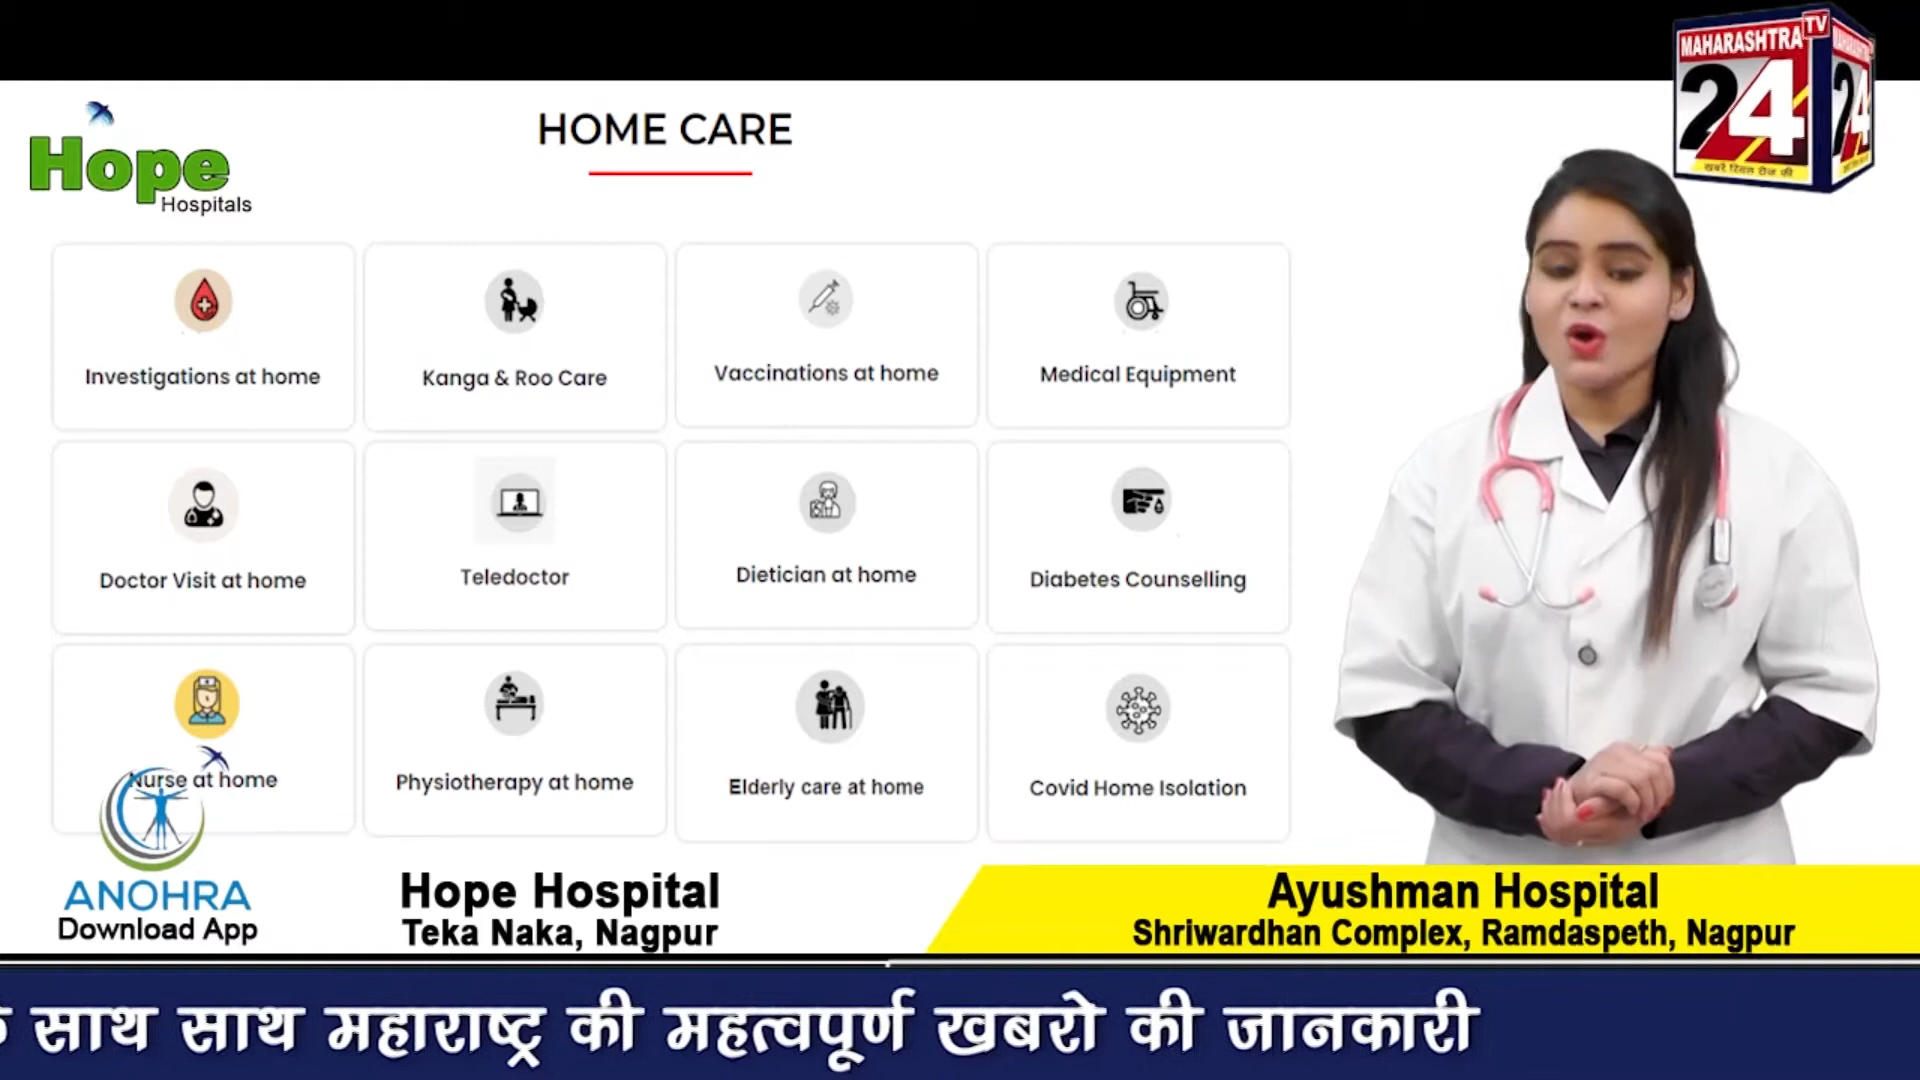 MAHARASHTRA TV
24
खबरें रियल रोज की
HOME CARE
Hope
Hospitals
Investigations at home
Kanga & Roo Care
Vaccinations at home
Medical Equipment
Doctor Visit at home
Teledoctor
Dietician at home
Diabetes Counselling
Nurse at home
Physiotherapy at home
Elderly care at home
Covid Home Isolation
ANOHRA
Download App
Hope Hospital
Teka Naka, Nagpur
Ayushman Hospital
Shriwardhan Complex, Ramdaspeth, Nagpur
साथ साथ महाराष्ट्र की महत्वपूर्ण खबरो की जानकारी